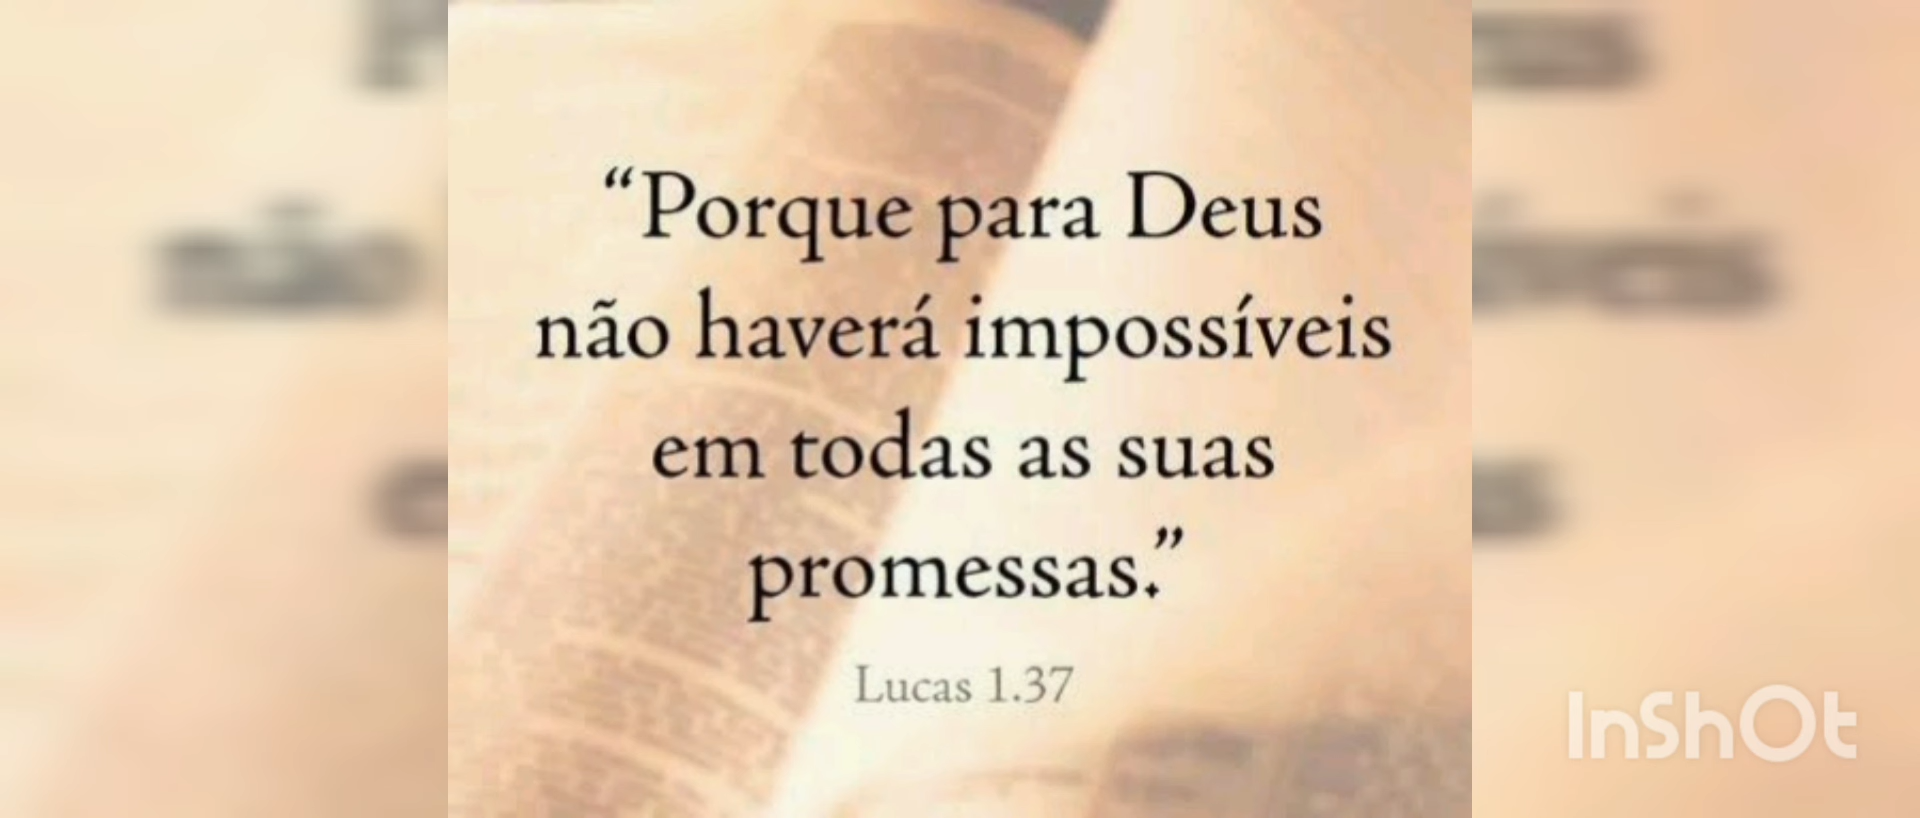 “Porque para Deus
não haverá impossíveis
em todas as suas
promessas.”
Lucas 1.37
InShOt